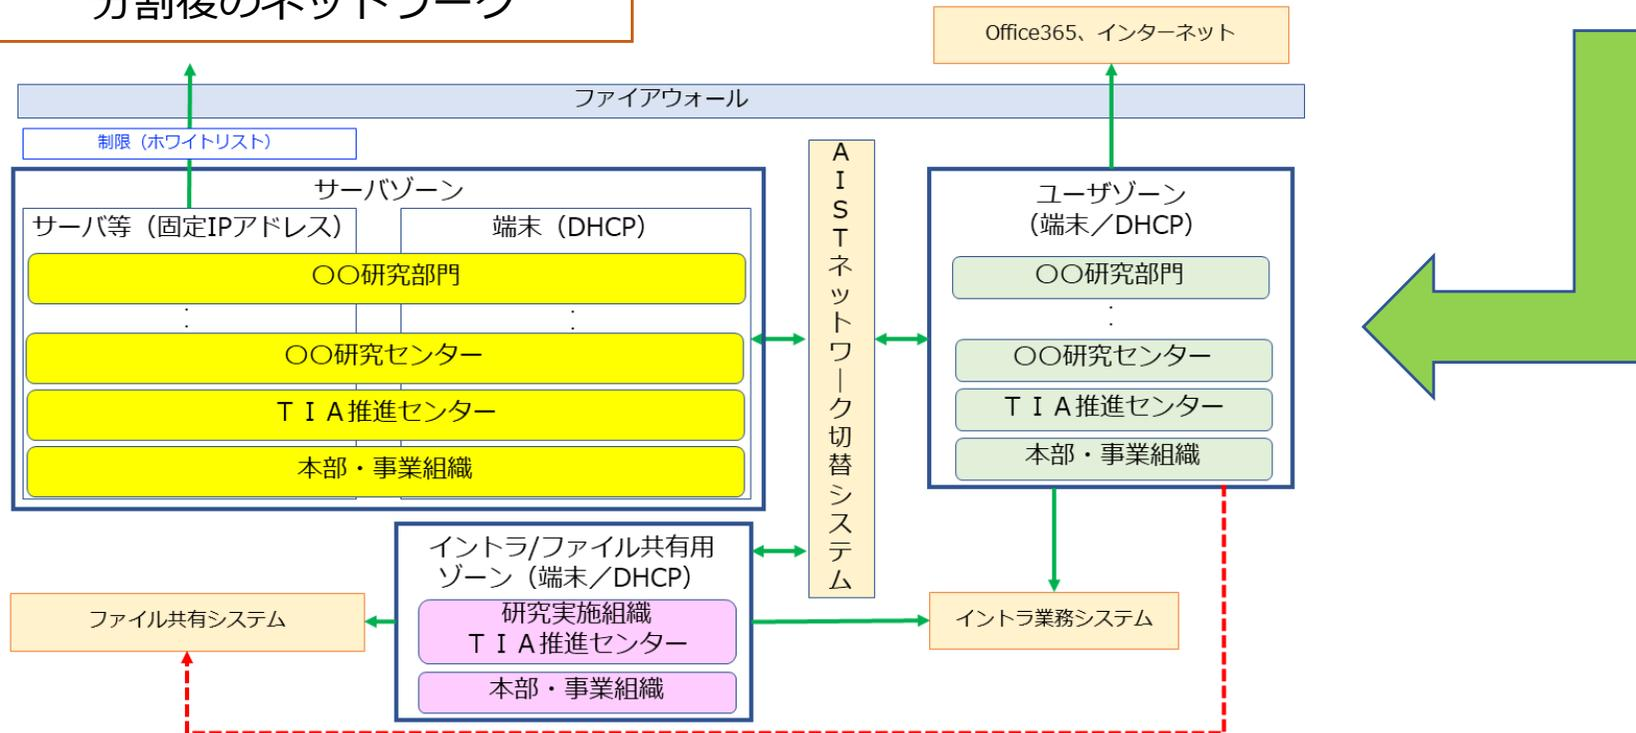 分割後のネットワーク
Office365、インターネット
ファイアウォール
制限（ホワイトリスト）
サーバゾーン
サーバ等（固定IPアドレス）
端末（DHCP）
〇〇研究部門
:
:
〇〇研究センター
ＴＩＡ推進センター
本部・事業組織
ＡＩＳＴネットワーク切替システム
ユーザゾーン
（端末／DHCP）
〇〇研究部門
:
〇〇研究センター
ＴＩＡ推進センター
本部・事業組織
イントラ/ファイル共有用
ゾーン（端末／DHCP）
研究実施組織
ＴＩＡ推進センター
本部・事業組織
ファイル共有システム
イントラ業務システム